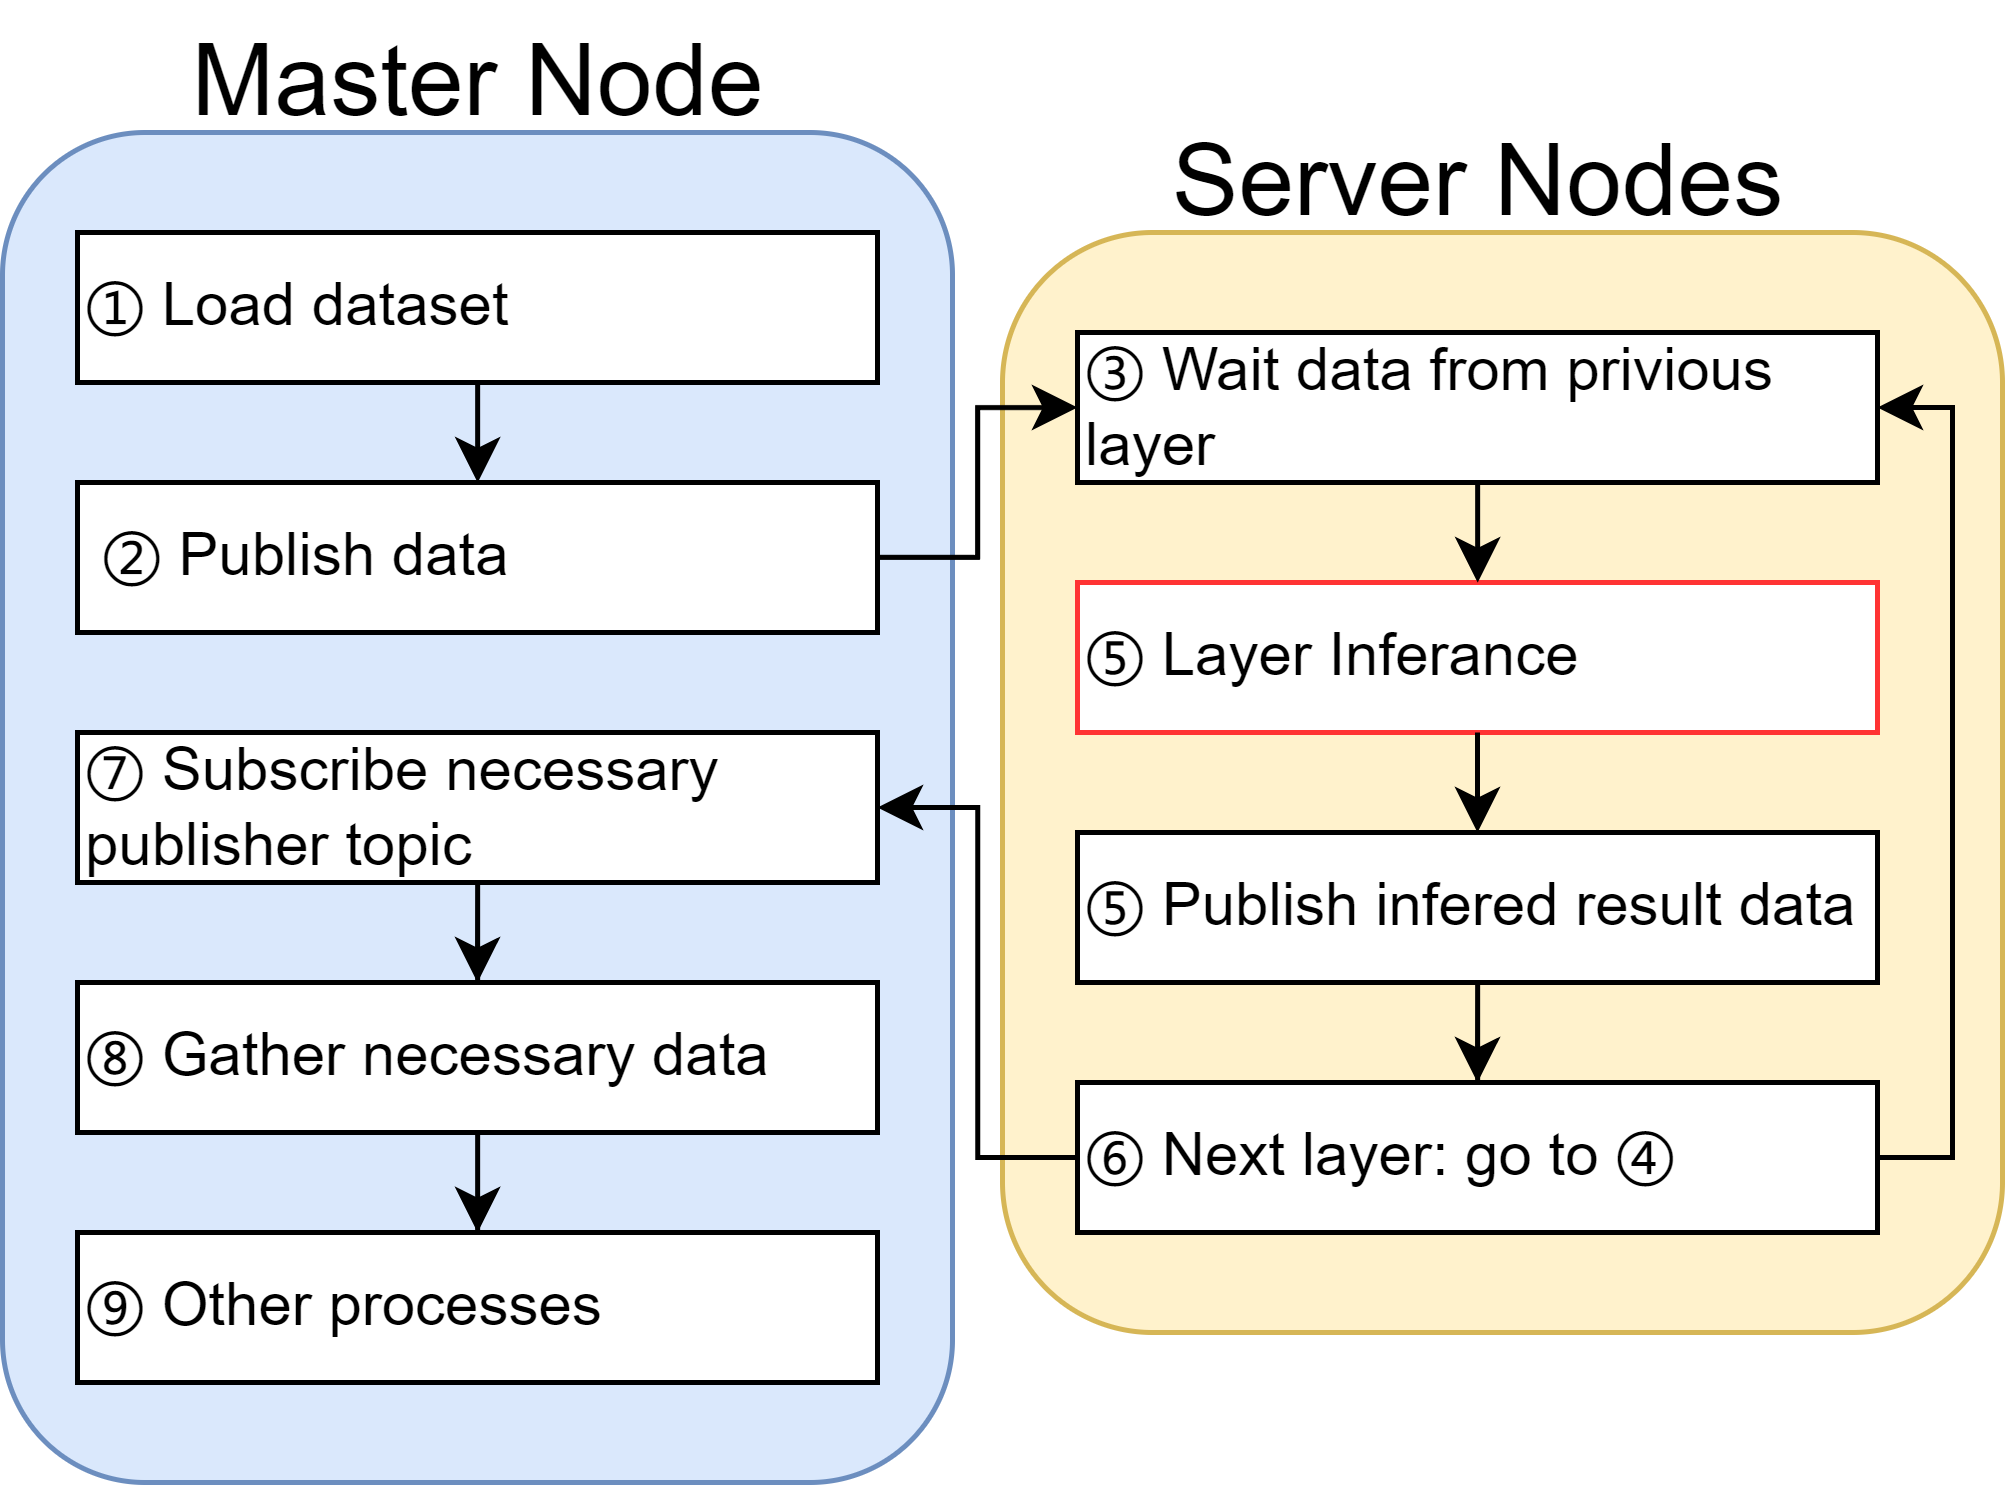 Master Node
① Load dataset
② Publish data
⑦ Subscribe necessary
publisher topic
⑧ Gather necessary data
⑨ Other processes
Server Nodes
③ Wait data from privious
layer
⑤ Layer Inferance
⑤ Publish infered result data
⑥ Next layer: go to ④